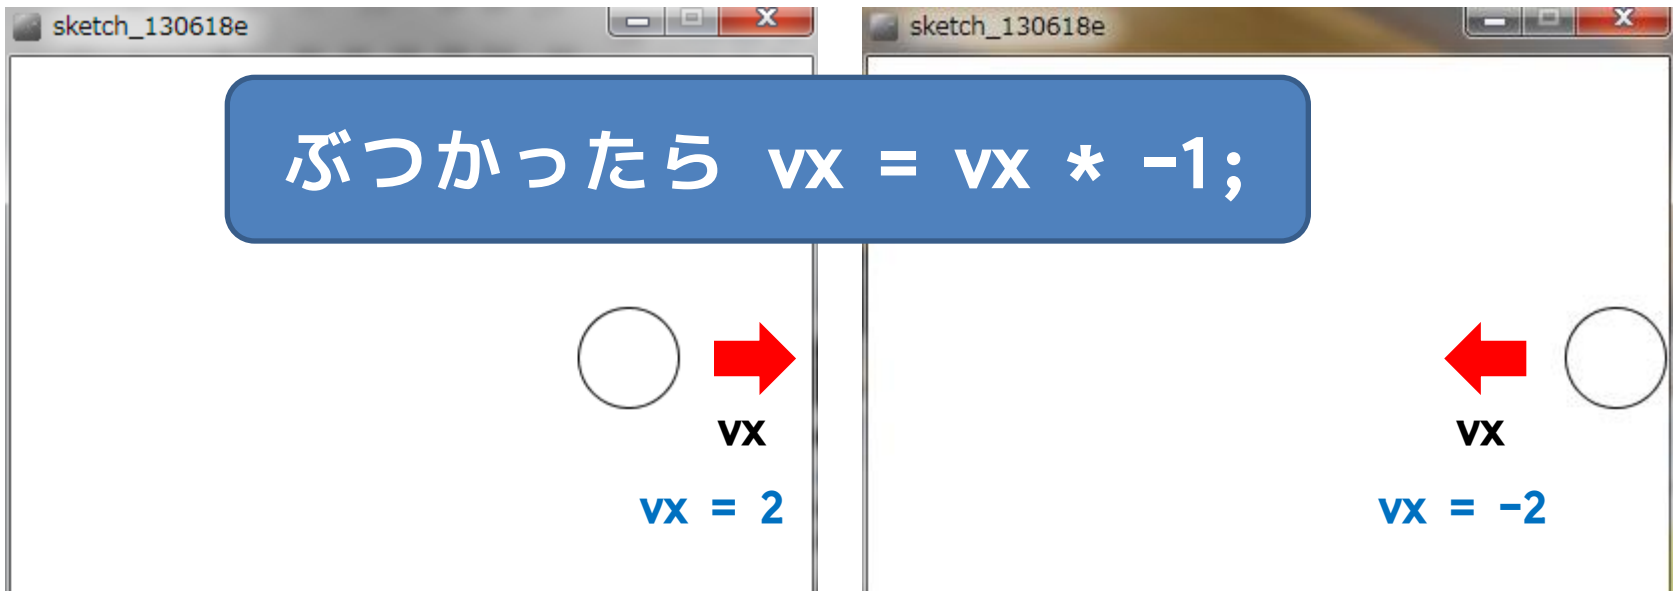 sketch_130618e
sketch_130618e
ぶつかったら vx = vx * -1;
vx
vx
vx = 2
vx = -2